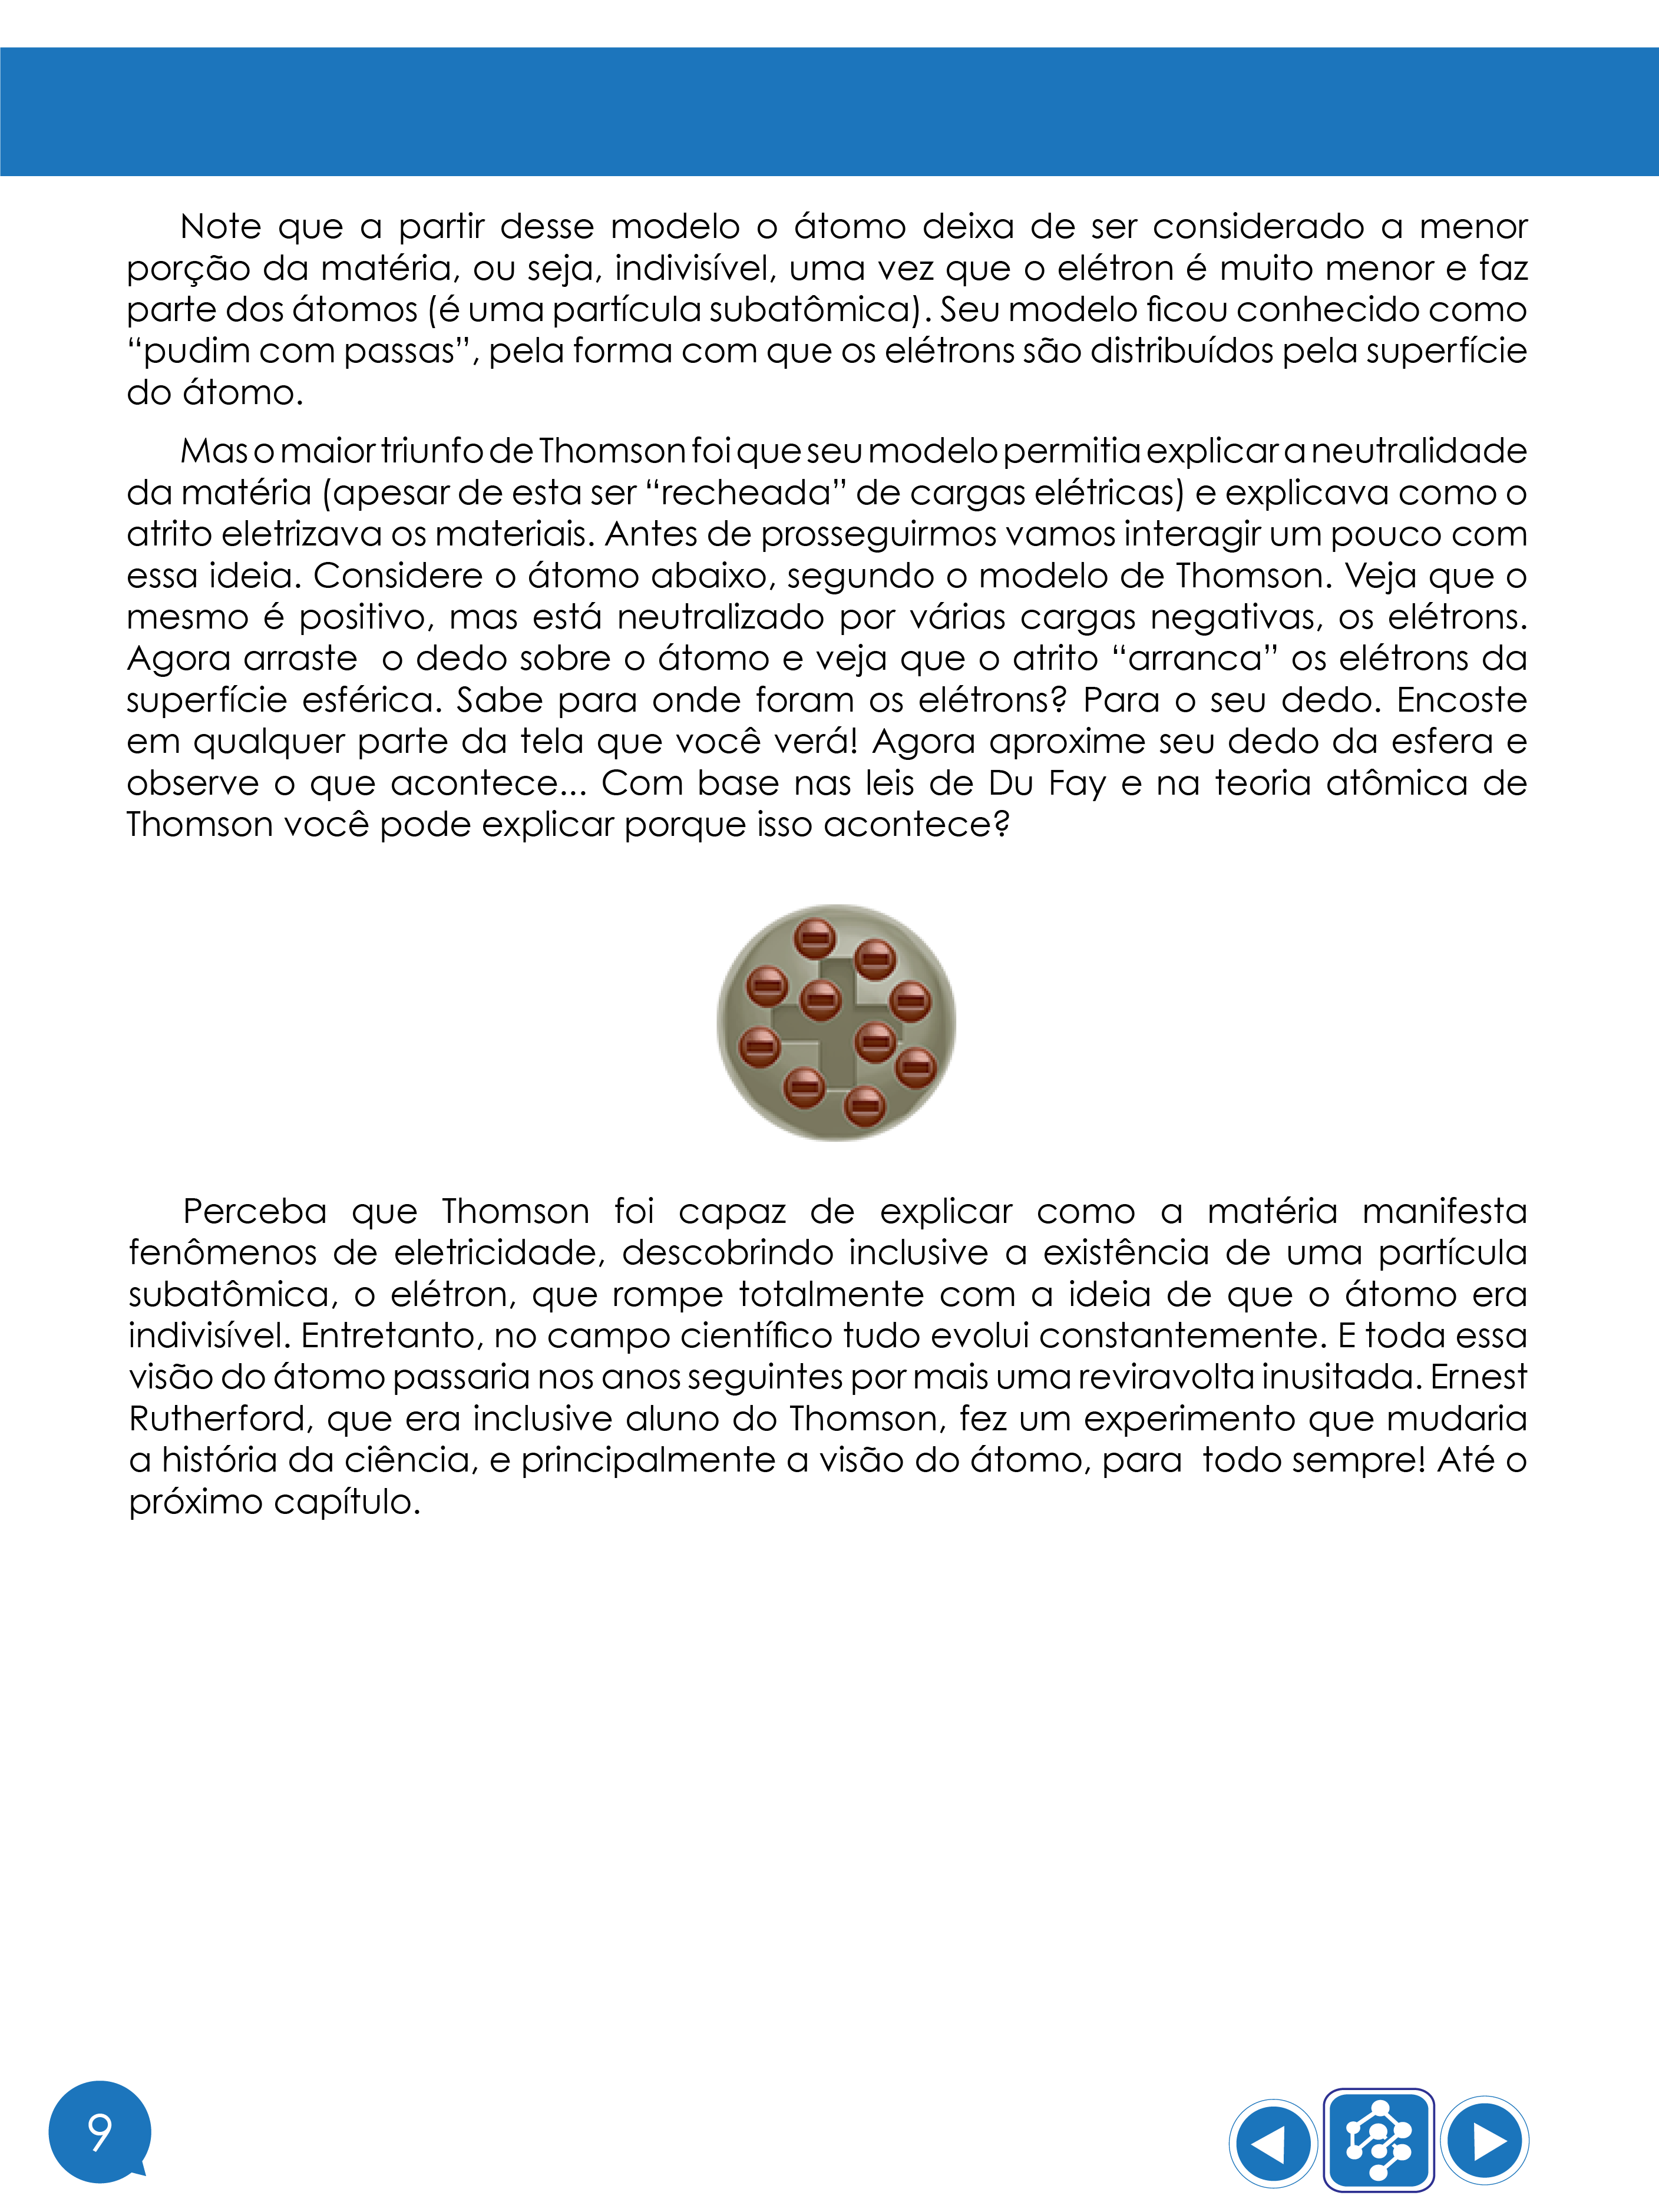 Note que a partir desse modelo o átomo deixa de ser considerado a menor
porção da matéria, ou seja, indivisível, uma vez que o elétron é muito menor e faz
parte dos átomos (é uma partícula subatômica). Seu modelo ficou conhecido como
“pudim com passas”, pela forma com que os elétrons são distribuídos pela superfície
do átomo.
Mas o maior triunfo de Thomson foi que seu modelo permitia explicar a neutralidade
da matéria (apesar de esta ser “recheada” de cargas elétricas) e explicava como o
atrito eletrizava os materiais. Antes de prosseguirmos vamos interagir um pouco com
essa ideia. Considere o átomo abaixo, segundo o modelo de Thomson. Veja que o
mesmo é positivo, mas está neutralizado por várias cargas negativas, os elétrons.
Agora arraste o dedo sobre o átomo e veja que o atrito “arranca” os elétrons da
superfície esférica. Sabe para onde foram os elétrons? Para o seu dedo. Encoste
em qualquer parte da tela que você verá! Agora aproxime seu dedo da esfera e
observe o que acontece... Com base nas leis de Du Fay e na teoria atômica de
Thomson você pode explicar porque isso acontece?
Perceba que Thomson foi capaz de explicar como a matéria manifesta
fenômenos de eletricidade, descobrindo inclusive a existência de uma partícula
subatômica, o elétron, que rompe totalmente com a ideia de que o átomo era
indivisível. Entretanto, no campo científico tudo evolui constantemente. E toda essa
visão do átomo passaria nos anos seguintes por mais uma reviravolta inusitada. Ernest
Rutherford, que era inclusive aluno do Thomson, fez um experimento que mudaria
a história da ciência, e principalmente a visão do átomo, para todo sempre! Até o
próximo capítulo.
9